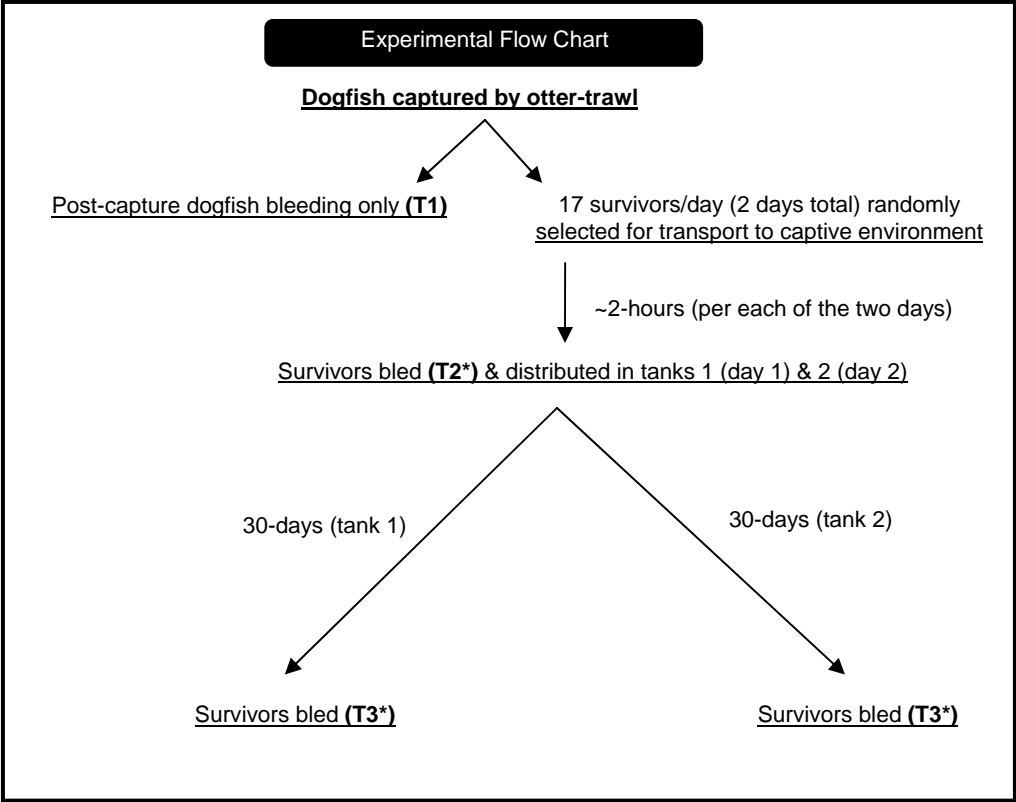 Experimental Flow Chart
Dogfish captured by otter-trawl
Post-capture dogfish bleeding only (T1)
17 survivors/day (2 days total) randomly
selected for transport to captive environment
~2-hours (per each of the two days)
Survivors bled (T2*) & distributed in tanks 1 (day 1) & 2 (day 2)
30-days (tank 1)
30-days (tank 2)
Survivors bled (T3*)
Survivors bled (T3*)